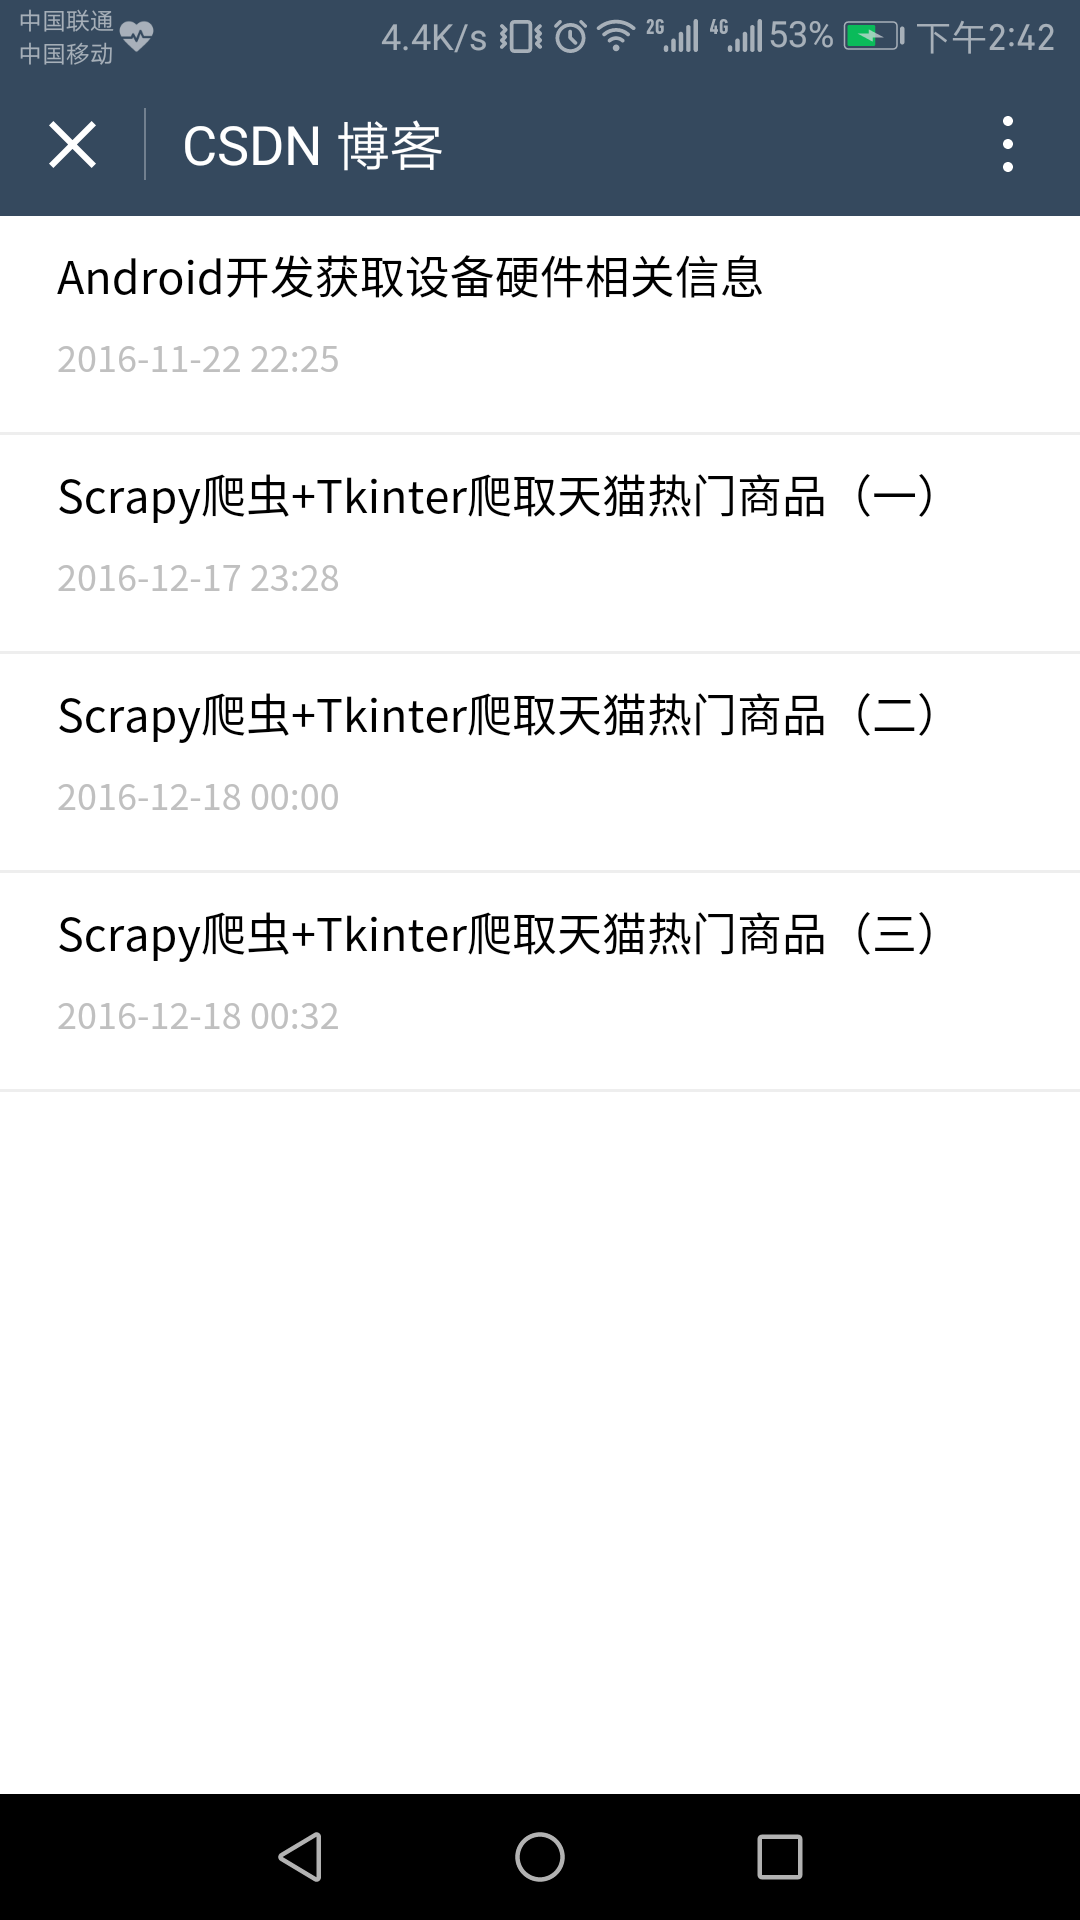 中国联通
中国移动
4.4K/s 2G 4G 53% 下午2:42
CSDN 博客
Android开发获取设备硬件相关信息
2016-11-22 22:25
Scrapy爬虫+Tkinter爬取天猫热门商品（一）
2016-12-17 23:28
Scrapy爬虫+Tkinter爬取天猫热门商品（二）
2016-12-18 00:00
Scrapy爬虫+Tkinter爬取天猫热门商品（三）
2016-12-18 00:32